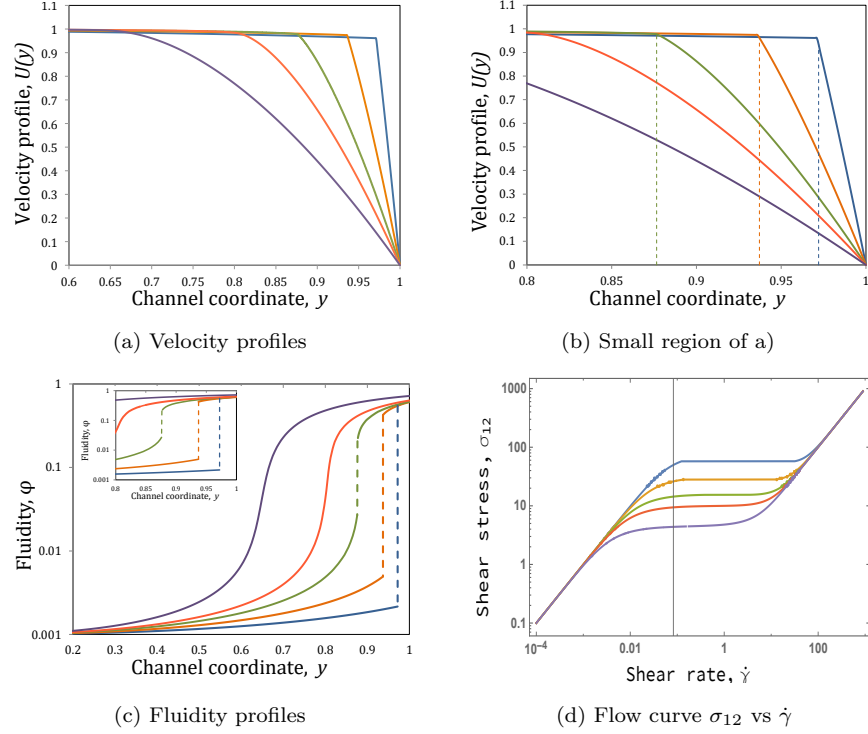 1.1
1
0.9
0.8
0.7
0.6
0.5
0.4
0.3
0.2
0.1
0
Velocity profile, U(y)
0.6 0.65 0.7 0.75 0.8 0.85 0.9 0.95 1
Channel coordinate, y
(a) Velocity profiles
1.1
1
0.9
0.8
0.7
0.6
0.5
0.4
0.3
0.2
0.1
0
Velocity profile, U(y)
0.8 0.85 0.9 0.95 1
Channel coordinate, y
(b) Small region of a)
1
0.1
0.01
0.001
Fluidity, φ
0.2 0.3 0.4 0.5 0.6 0.7 0.8 0.9 1
Channel coordinate, y
1
0.1
0.01
0.001
Fluidity, φ
0.8 0.85 0.9 0.95 1
Channel coordinate, y
(c) Fluidity profiles
1000
100
10
1
0.1
Shear stress, σ₁₂
10⁻⁴ 0.01 1 100
Shear rate, γ̇
(d) Flow curve σ₁₂ vs γ̇